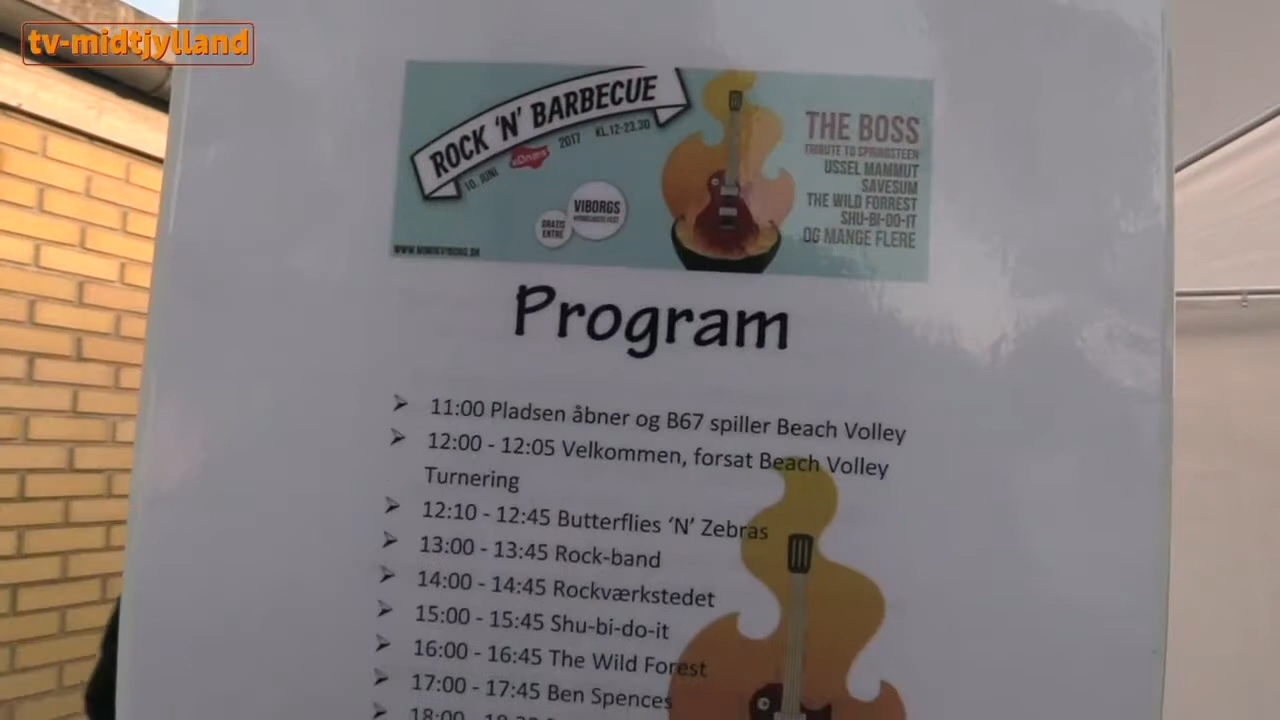 tv-midtjylland
ROCK 'N' BARBECUE
10. JUNI 2017 KL.12-23.30
VIBORGS
GRATIS
ENTRE
THE BOSS
TRIBUTE TO SPRINGSTEEN
USSEL MAMMUT
SAVESUM
THE WILD FORREST
SHU-BI-DO-IT
OG MANGE FLERE
Program
➢ 11:00 Pladsen åbner og B67 spiller Beach Volley
➢ 12:00 - 12:05 Velkommen, forsat Beach Volley
Turnering
➢ 12:10 - 12:45 Butterflies ‘N’ Zebras
➢ 13:00 - 13:45 Rock-band
➢ 14:00 - 14:45 Rockværkstedet
➢ 15:00 - 15:45 Shu-bi-do-it
➢ 16:00 - 16:45 The Wild Forest
➢ 17:00 - 17:45 Ben Spences
➢ 18:00